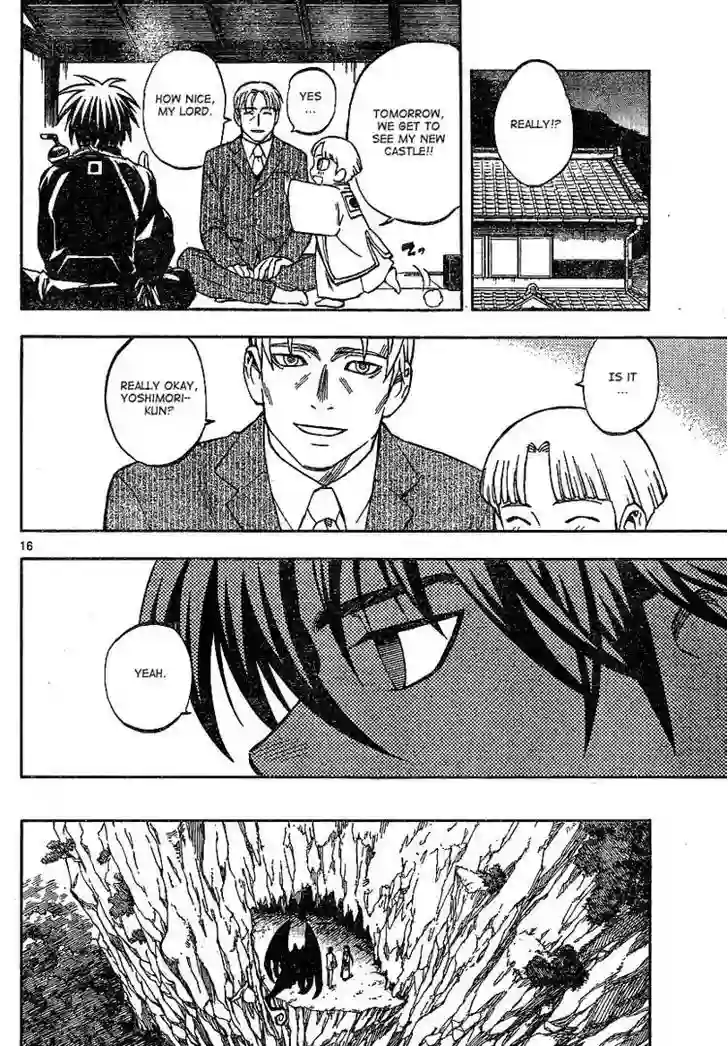 REALLY!?
TOMORROW,
WE GET TO
SEE MY NEW
CASTLE!!
YES
...
HOW NICE,
MY LORD.
IS IT
...
REALLY OKAY,
YOSHIMORI-
KUN?
16
YEAH.